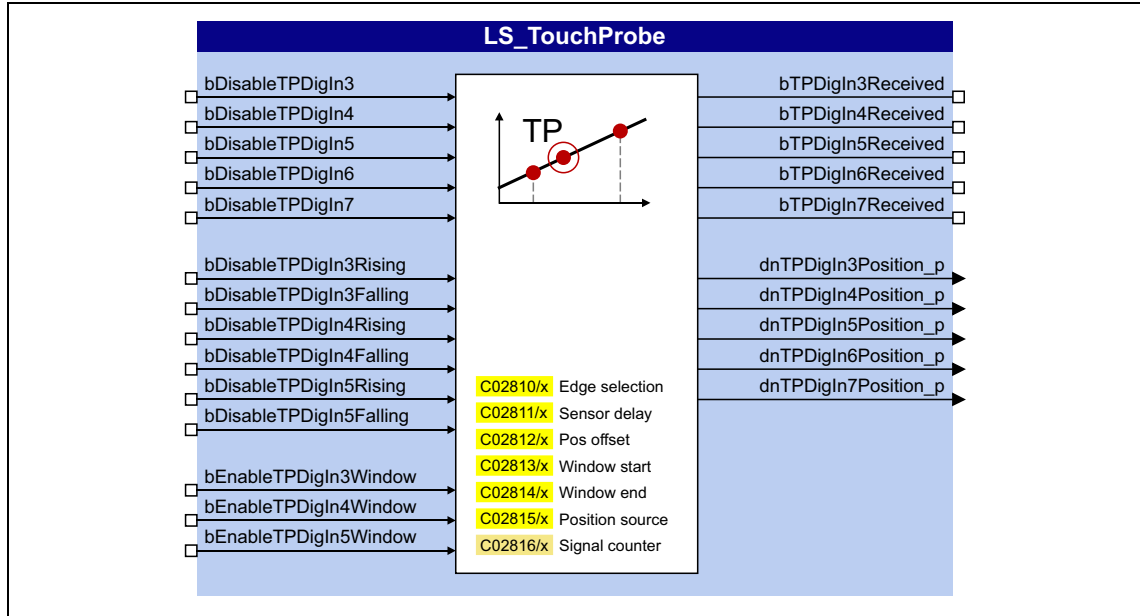 LS_TouchProbe
bDisableTPDigIn3
bDisableTPDigIn4
bDisableTPDigIn5
bDisableTPDigIn6
bDisableTPDigIn7
bDisableTPDigIn3Rising
bDisableTPDigIn3Falling
bDisableTPDigIn4Rising
bDisableTPDigIn4Falling
bDisableTPDigIn5Rising
bDisableTPDigIn5Falling
bEnableTPDigIn3Window
bEnableTPDigIn4Window
bEnableTPDigIn5Window
TP
C02810/x Edge selection
C02811/x Sensor delay
C02812/x Pos offset
C02813/x Window start
C02814/x Window end
C02815/x Position source
C02816/x Signal counter
bTPDigIn3Received
bTPDigIn4Received
bTPDigIn5Received
bTPDigIn6Received
bTPDigIn7Received
dnTPDigIn3Position_p
dnTPDigIn4Position_p
dnTPDigIn5Position_p
dnTPDigIn6Position_p
dnTPDigIn7Position_p